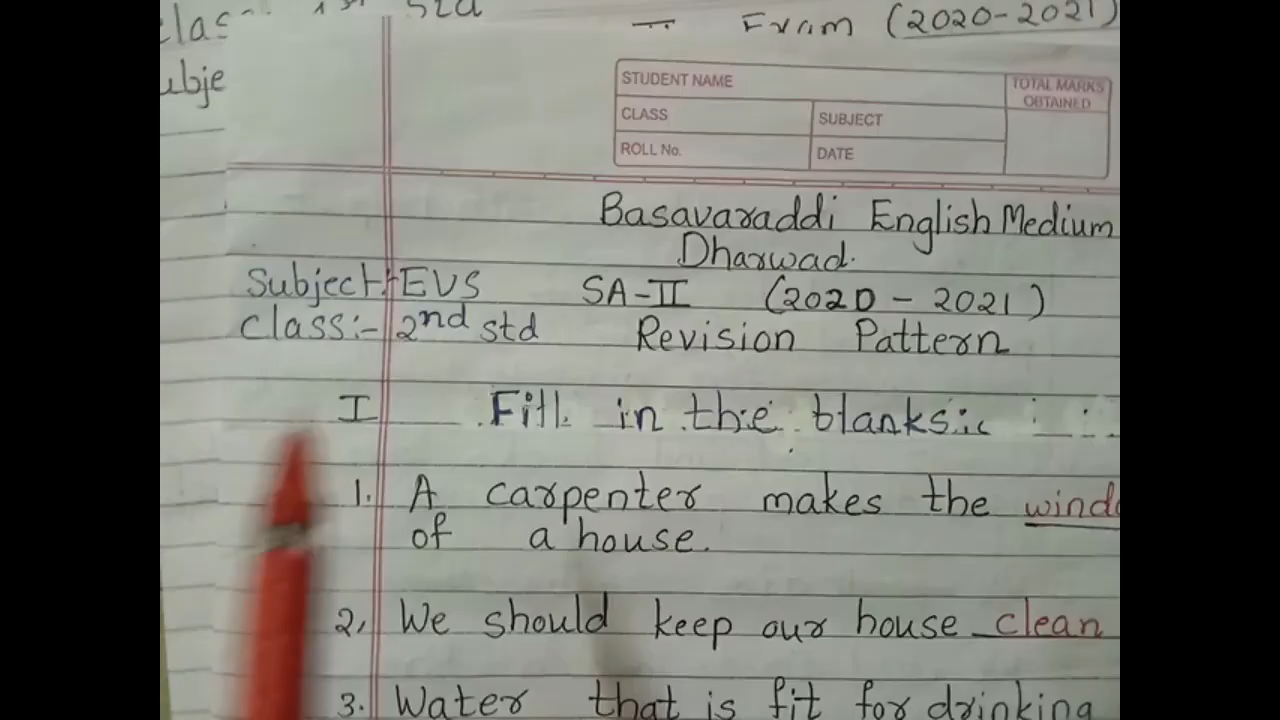 Std
Exam (2020-2021)
STUDENT NAME
TOTAL MARKS OBTAINED
CLASS
SUBJECT
ROLL No.
DATE
Basavaraddi English Medium
Dharwad.
Subject:- EVS SA-II (2020 - 2021)
Class:- 2nd std Revision Pattern
I Fill in the blanks:
1. A carpenter makes the
of a house.
2. We should keep our house clean
3. Water that is fit for drinking